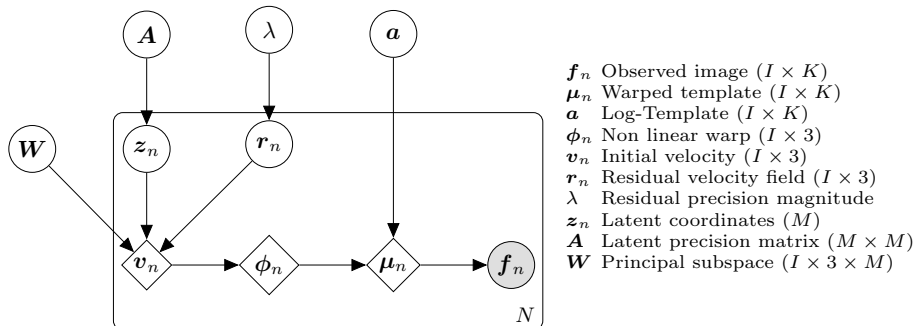 A λ a
W z_n r_n
v_n ϕ_n μ_n f_n
N
f_n Observed image (I × K)
μ_n Warped template (I × K)
a Log-Template (I × K)
ϕ_n Non linear warp (I × 3)
v_n Initial velocity (I × 3)
r_n Residual velocity field (I × 3)
λ Residual precision magnitude
z_n Latent coordinates (M)
A Latent precision matrix (M × M)
W Principal subspace (I × 3 × M)